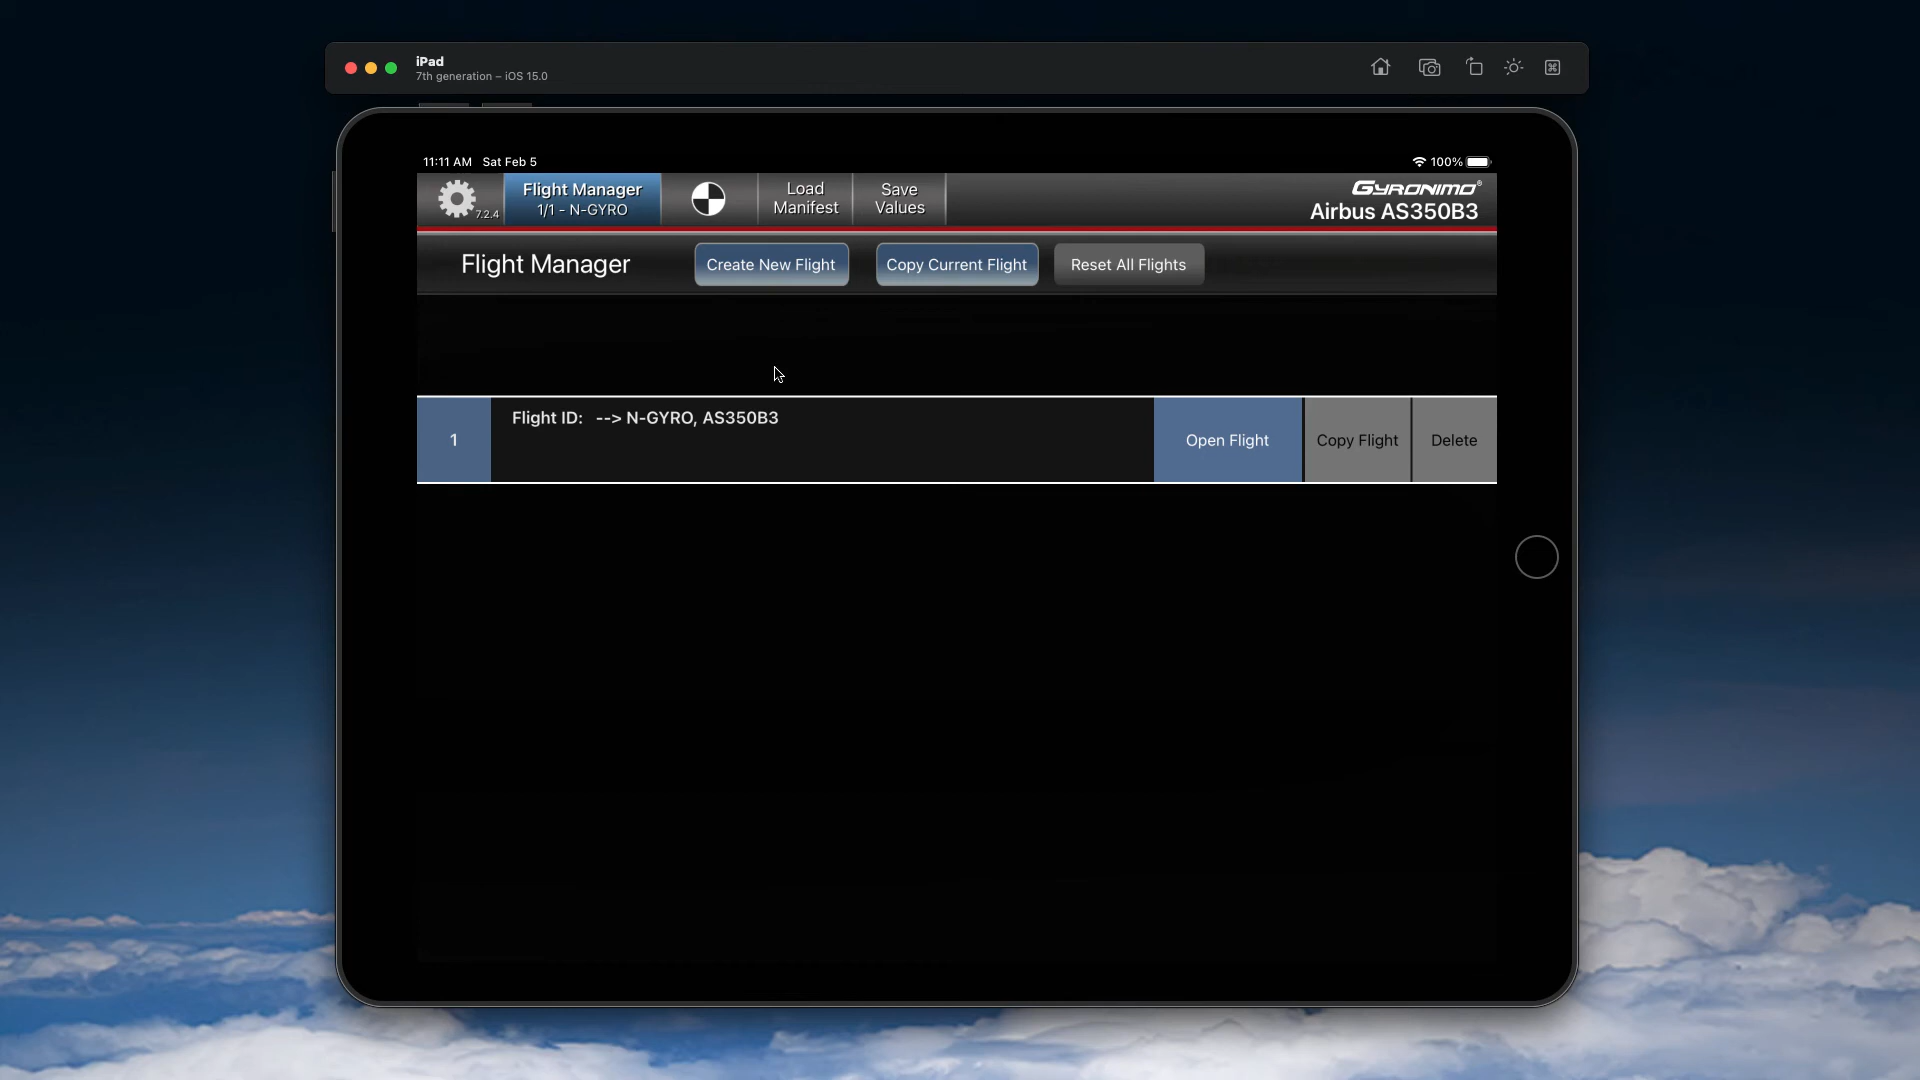 iPad
7th generation – iOS 15.0
11:11 AM Sat Feb 5
100%
7.2.4
Flight Manager
1/1 - N-GYRO
Load
Manifest
Save
Values
GYRONIMO®
Airbus AS350B3
Flight Manager
Create New Flight
Copy Current Flight
Reset All Flights
1
Flight ID: --> N-GYRO, AS350B3
Open Flight
Copy Flight
Delete